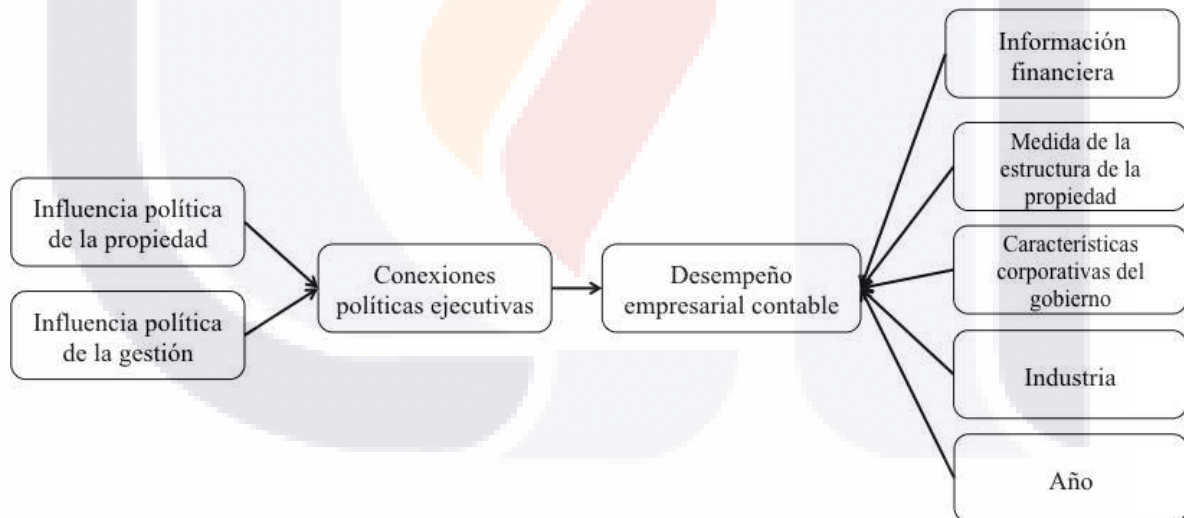 Influencia política
de la propiedad
Influencia política
de la gestión
Conexiones
políticas ejecutivas
Desempeño
empresarial contable
Información
financiera
Medida de la
estructura de la
propiedad
Características
corporativas del
gobierno
Industria
Año